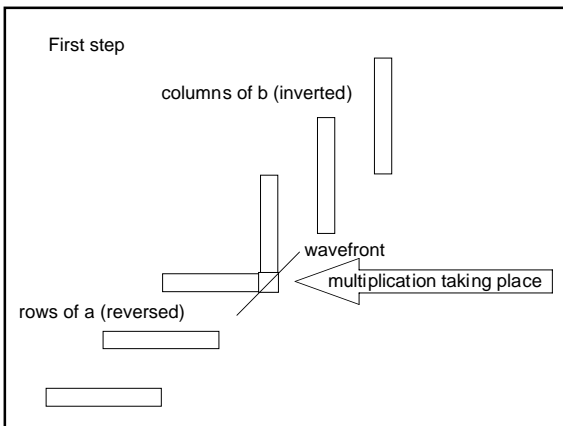 First step
columns of b (inverted)
wavefront
multiplication taking place
rows of a (reversed)